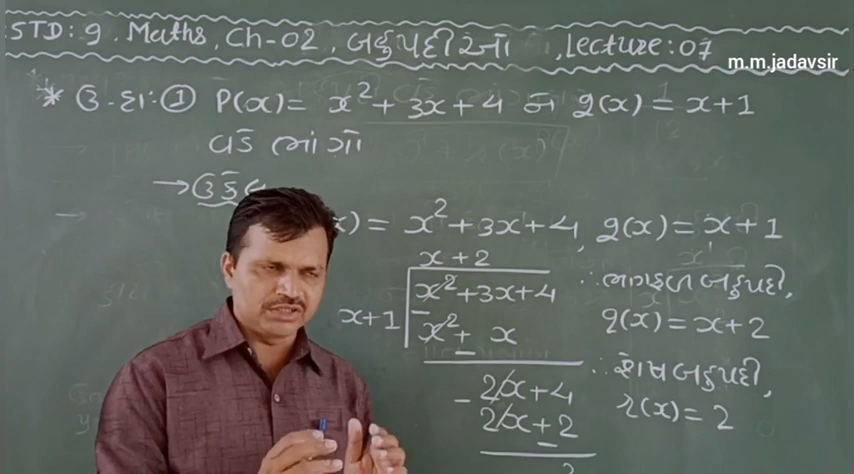 STD: 9. Maths, Ch-02, બહુપદીઓ, Lecture: 07
m.m.jadavsir
* ઉ.દા: ① P(x) = x² + 3x + 4 ને g(x) = x+1
વડે ભાગો
→ ઉકેલ
(x) = x² + 3x + 4, g(x) = x+1
x + 2
x+1 x² + 3x + 4
x² + x
- 2x + 4
2x + 2
2
∴ ભાગફળ બહુપદી,
q(x) = x+2
∴ શેષ બહુપદી,
r(x) = 2